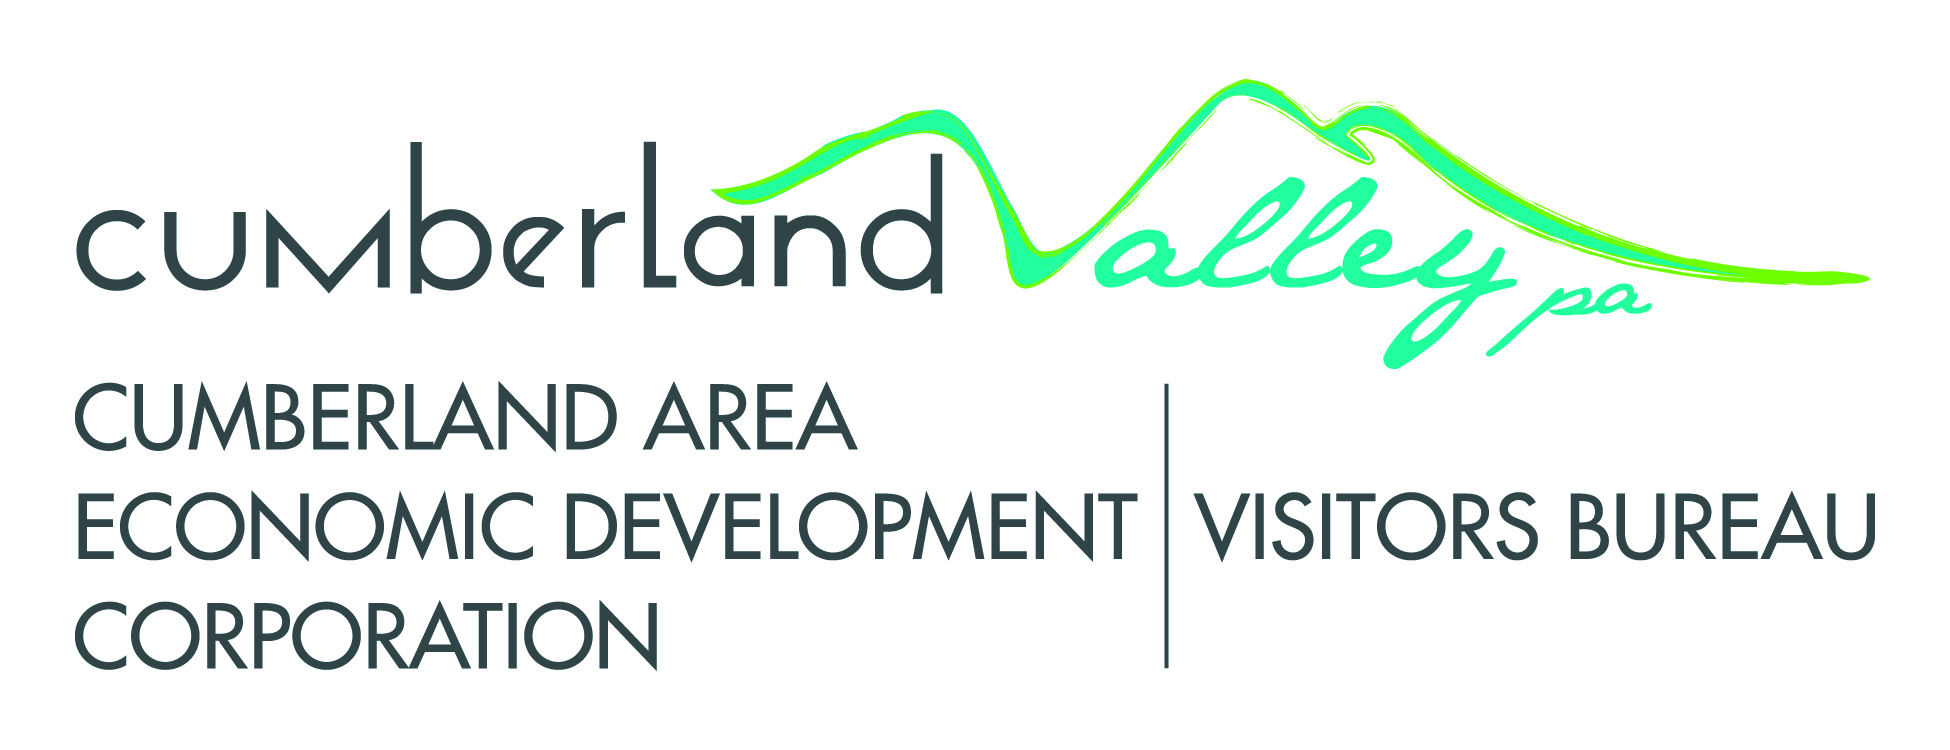 cumberland Valley pa
CUMBERLAND AREA
ECONOMIC DEVELOPMENT
CORPORATION
VISITORS BUREAU